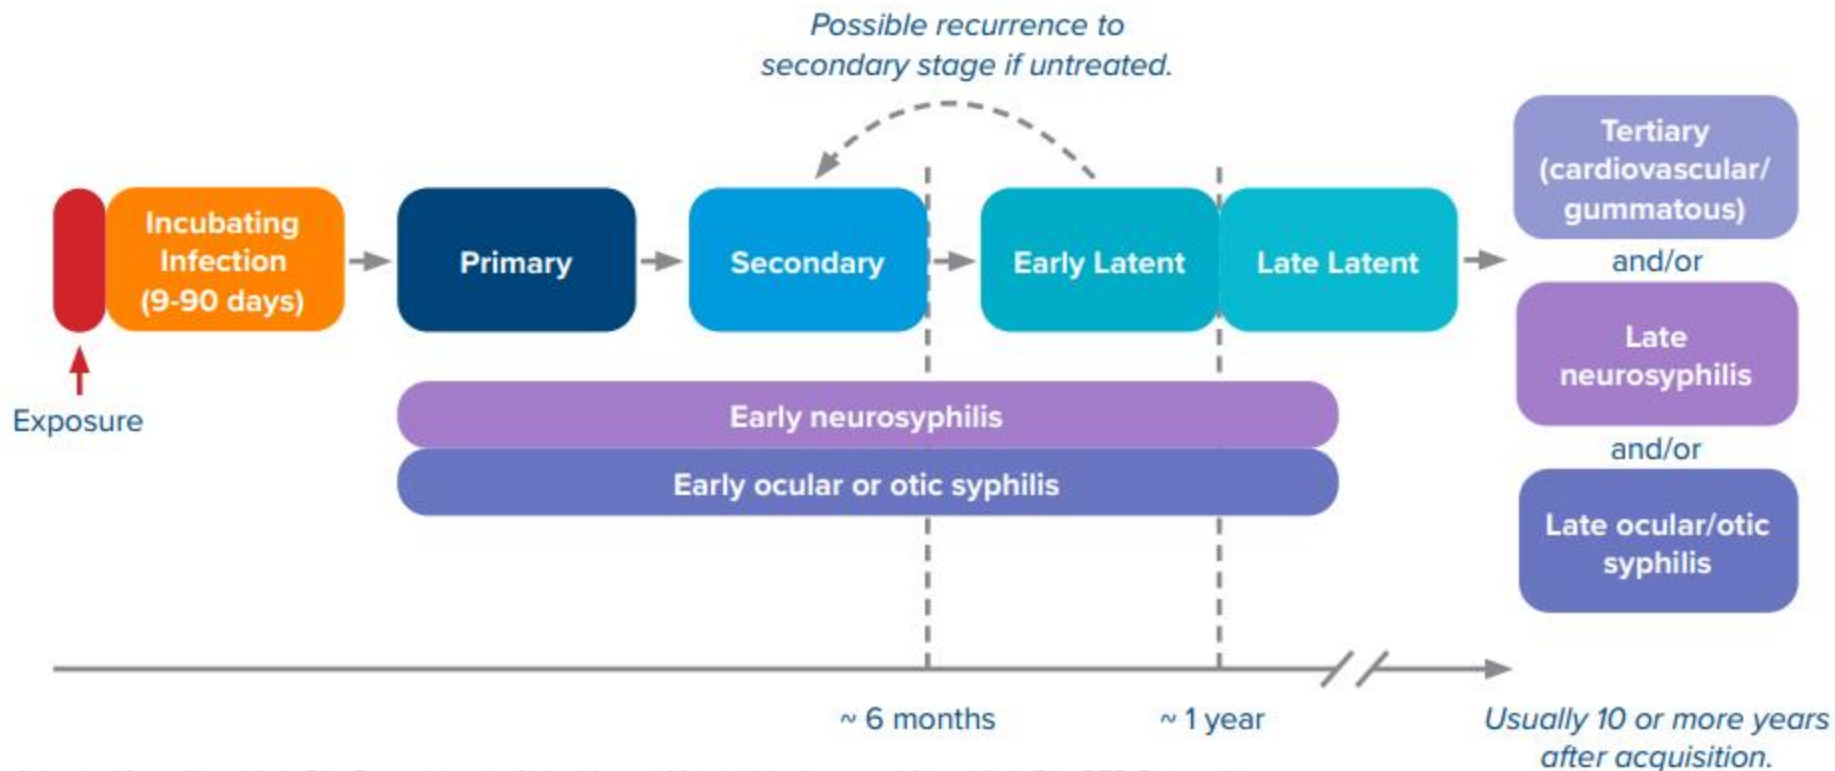 Possible recurrence to
secondary stage if untreated.
Exposure
Incubating
Infection
(9-90 days)
Primary
Secondary
Early Latent
Late Latent
Tertiary
(cardiovascular/
gummatous)
and/or
Late
neurosyphilis
and/or
Late ocular/otic
syphilis
Early neurosyphilis
Early ocular or otic syphilis
~ 6 months
~ 1 year
Usually 10 or more years
after acquisition.